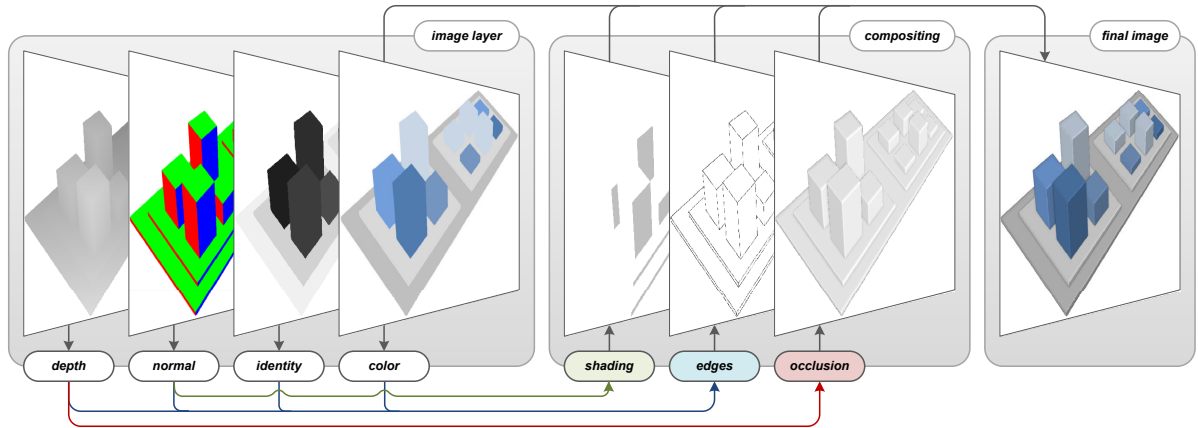 image layer
compositing
final image
depth
normal
identity
color
shading
edges
occlusion